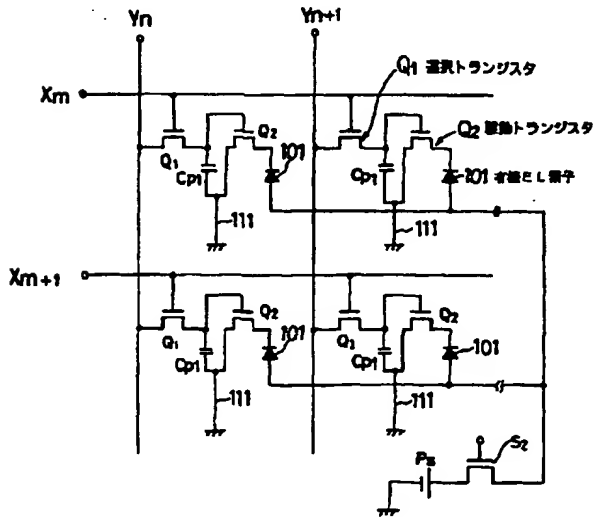 Yn
Yn+1
Xm
Q1 選択トランジスタ
Q2
Q2 駆動トランジスタ
Q1
Cp1
101
Cp1
101 有機EL素子
111
111
Xm+1
Q2
Q2
Q1
Cp1
101
Q1
Cp1
101
111
111
Ps
S2